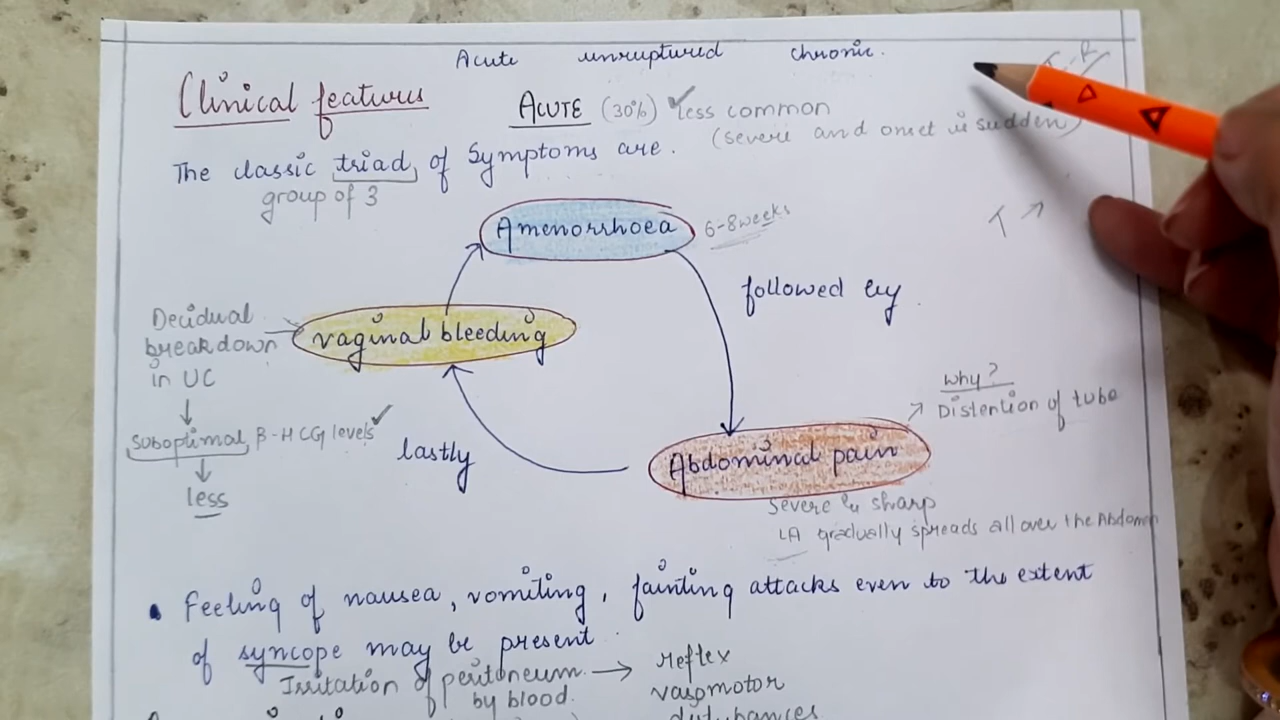 Acute unruptured chronic.
Clinical features
ACUTE (30%) ✓less common
(severe and onset is sudden)
The classic triad of Symptoms are.
group of 3
Amenorrhoea 6-8weeks
followed by
Decidual
breakdown
in UC
↓
Suboptimal β-HCG levels ✓
↓
less
vaginal bleeding
lastly
why?
Distention of tube
Abdominal pain
Severe & sharp
LA gradually spreads all over the Abdomen
• Feeling of nausea, vomiting, fainting attacks even to the extent
of syncope may be present.
Irritation of peritoneum → reflex
by blood. vasomotor